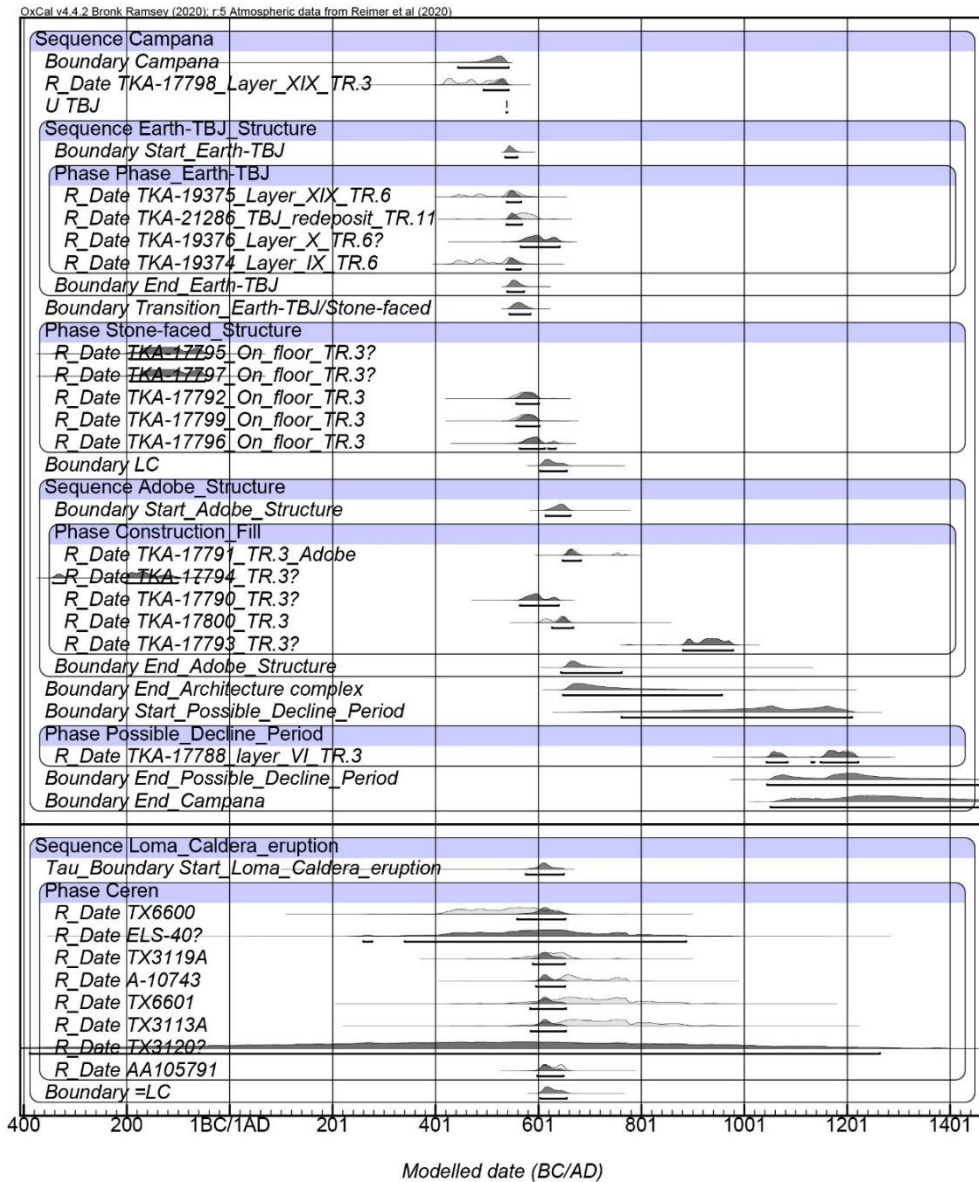 OxCal v4.4.2 Bronk Ramsey (2020); r:5 Atmospheric data from Reimer et al (2020)
Sequence Campana
Boundary Campana
R_Date TKA-17798_Layer_XIX_TR.3
U TBJ
Sequence Earth-TBJ_Structure
Boundary Start_Earth-TBJ
Phase Phase_Earth-TBJ
R_Date TKA-19375_Layer_XIX_TR.6
R_Date TKA-21286_TBJ_redeposit_TR.11
R_Date TKA-19376_Layer_X_TR.6?
R_Date TKA-19374_Layer_IX_TR.6
Boundary End_Earth-TBJ
Boundary Transition_Earth-TBJ/Stone-faced
Phase Stone-faced_Structure
R_Date TKA-17795_On_floor_TR.3?
R_Date TKA-17797_On_floor_TR.3?
R_Date TKA-17792_On_floor_TR.3
R_Date TKA-17799_On_floor_TR.3
R_Date TKA-17796_On_floor_TR.3
Boundary LC
Sequence Adobe_Structure
Boundary Start_Adobe_Structure
Phase Construction_Fill
R_Date TKA-17791_TR.3_Adobe
R_Date TKA-17794_TR.3?
R_Date TKA-17790_TR.3?
R_Date TKA-17800_TR.3
R_Date TKA-17793_TR.3?
Boundary End_Adobe_Structure
Boundary End_Architecture complex
Boundary Start_Possible_Decline_Period
Phase Possible_Decline_Period
R_Date TKA-17788_layer_VI_TR.3
Boundary End_Possible_Decline_Period
Boundary End_Campana
Sequence Loma_Caldera_eruption
Tau_Boundary Start_Loma_Caldera_eruption
Phase Ceren
R_Date TX6600
R_Date ELS-40?
R_Date TX3119A
R_Date A-10743
R_Date TX6601
R_Date TX3113A
R_Date TX3120?
R_Date AA105791
Boundary =LC
400 200 1BC/1AD 201 401 601 801 1001 1201 1401
Modelled date (BC/AD)